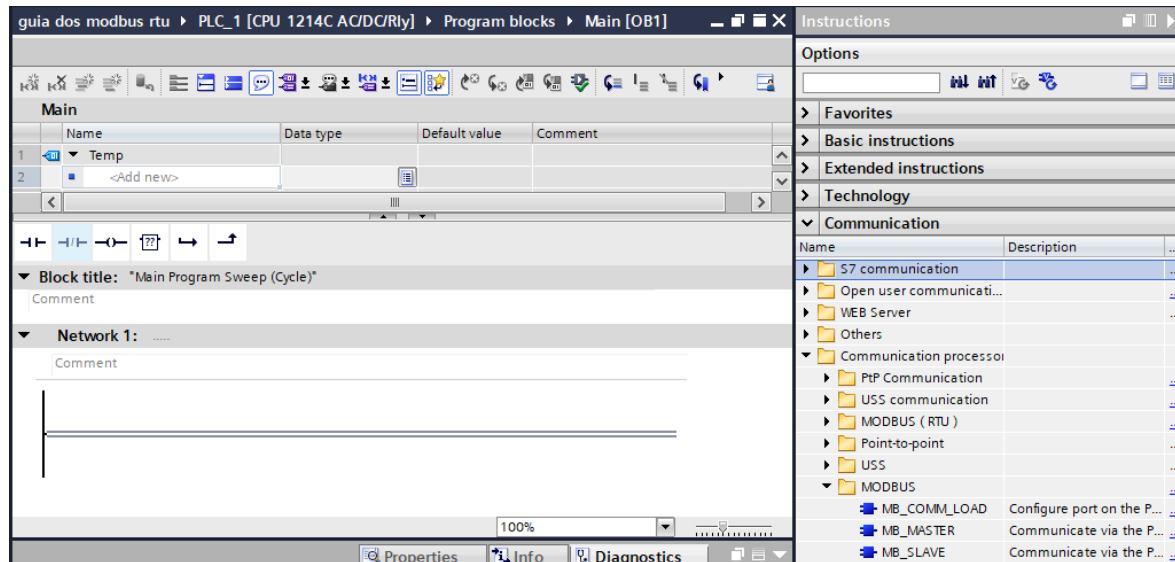 guia dos modbus rtu ▸ PLC_1 [CPU 1214C AC/DC/Rly] ▸ Program blocks ▸ Main [OB1]
Main
Name Data type Default value Comment
1 Temp
2 <Add new>
??
Block title: "Main Program Sweep (Cycle)"
Comment
Network 1: .....
Comment
100%
Properties Info Diagnostics
Instructions
Options
Favorites
Basic instructions
Extended instructions
Technology
Communication
Name Description ...
S7 communication
Open user communicati...
WEB Server
Others
Communication processor
PtP Communication
USS communication
MODBUS ( RTU )
Point-to-point
USS
MODBUS
MB_COMM_LOAD Configure port on the P...
MB_MASTER Communicate via the P...
MB_SLAVE Communicate via the P...